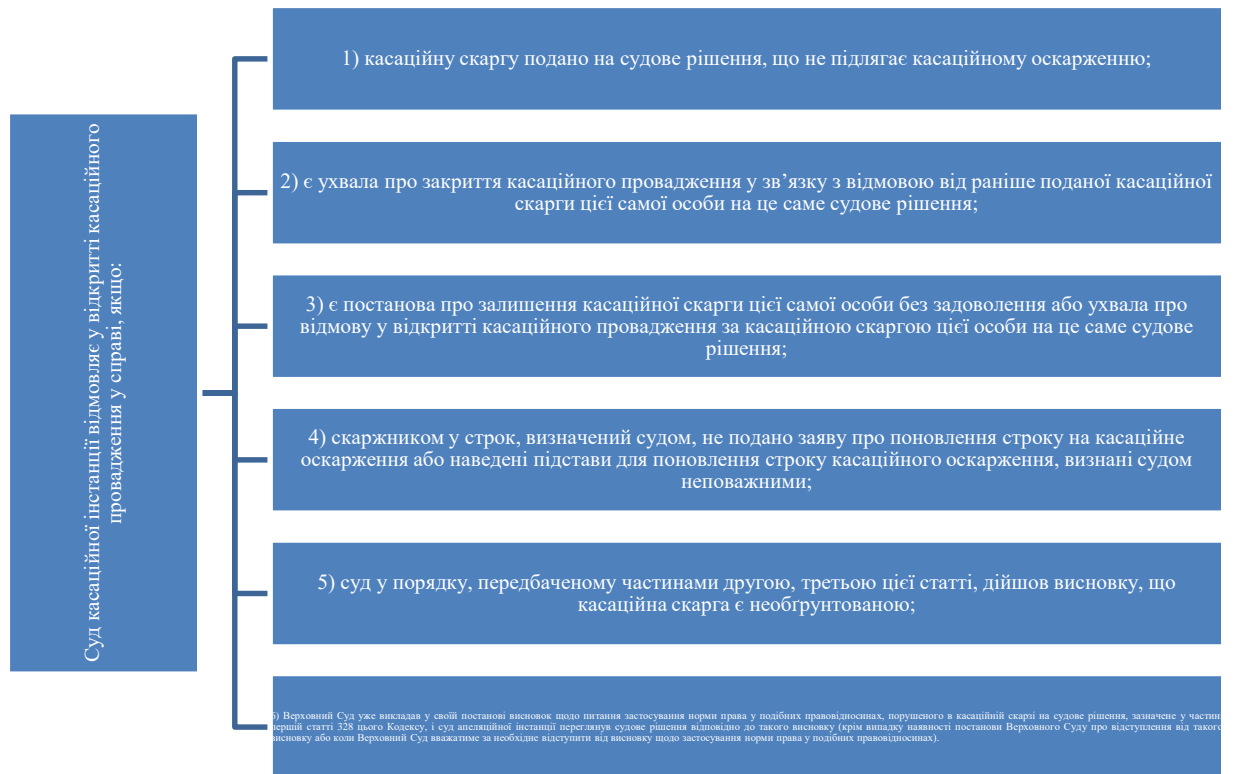 Суд касаційної інстанції відмовляє у відкритті касаційного
провадження у справі, якщо:
1) касаційну скаргу подано на судове рішення, що не підлягає касаційному оскарженню;
2) є ухвала про закриття касаційного провадження у зв’язку з відмовою від раніше поданої касаційної
скарги цієї самої особи на це саме судове рішення;
3) є постанова про залишення касаційної скарги цієї самої особи без задоволення або ухвала про
відмову у відкритті касаційного провадження за касаційною скаргою цієї особи на це саме судове
рішення;
4) скаржником у строк, визначений судом, не подано заяву про поновлення строку на касаційне
оскарження або наведені підстави для поновлення строку касаційного оскарження, визнані судом
неповажними;
5) суд у порядку, передбаченому частинами другою, третьою цієї статті, дійшов висновку, що
касаційна скарга є необґрунтованою;
6) Верховний Суд уже викладав у своїй постанові висновок щодо питання застосування норми права у подібних правовідносинах, порушеного в касаційній скарзі на судове рішення, зазначене у частині
першій статті 328 цього Кодексу, і суд апеляційної інстанції переглянув судове рішення відповідно до такого висновку (крім випадку наявності постанови Верховного Суду про відступлення від такого
висновку або коли Верховний Суд вважатиме за необхідне відступити від висновку щодо застосування норми права у подібних правовідносинах).